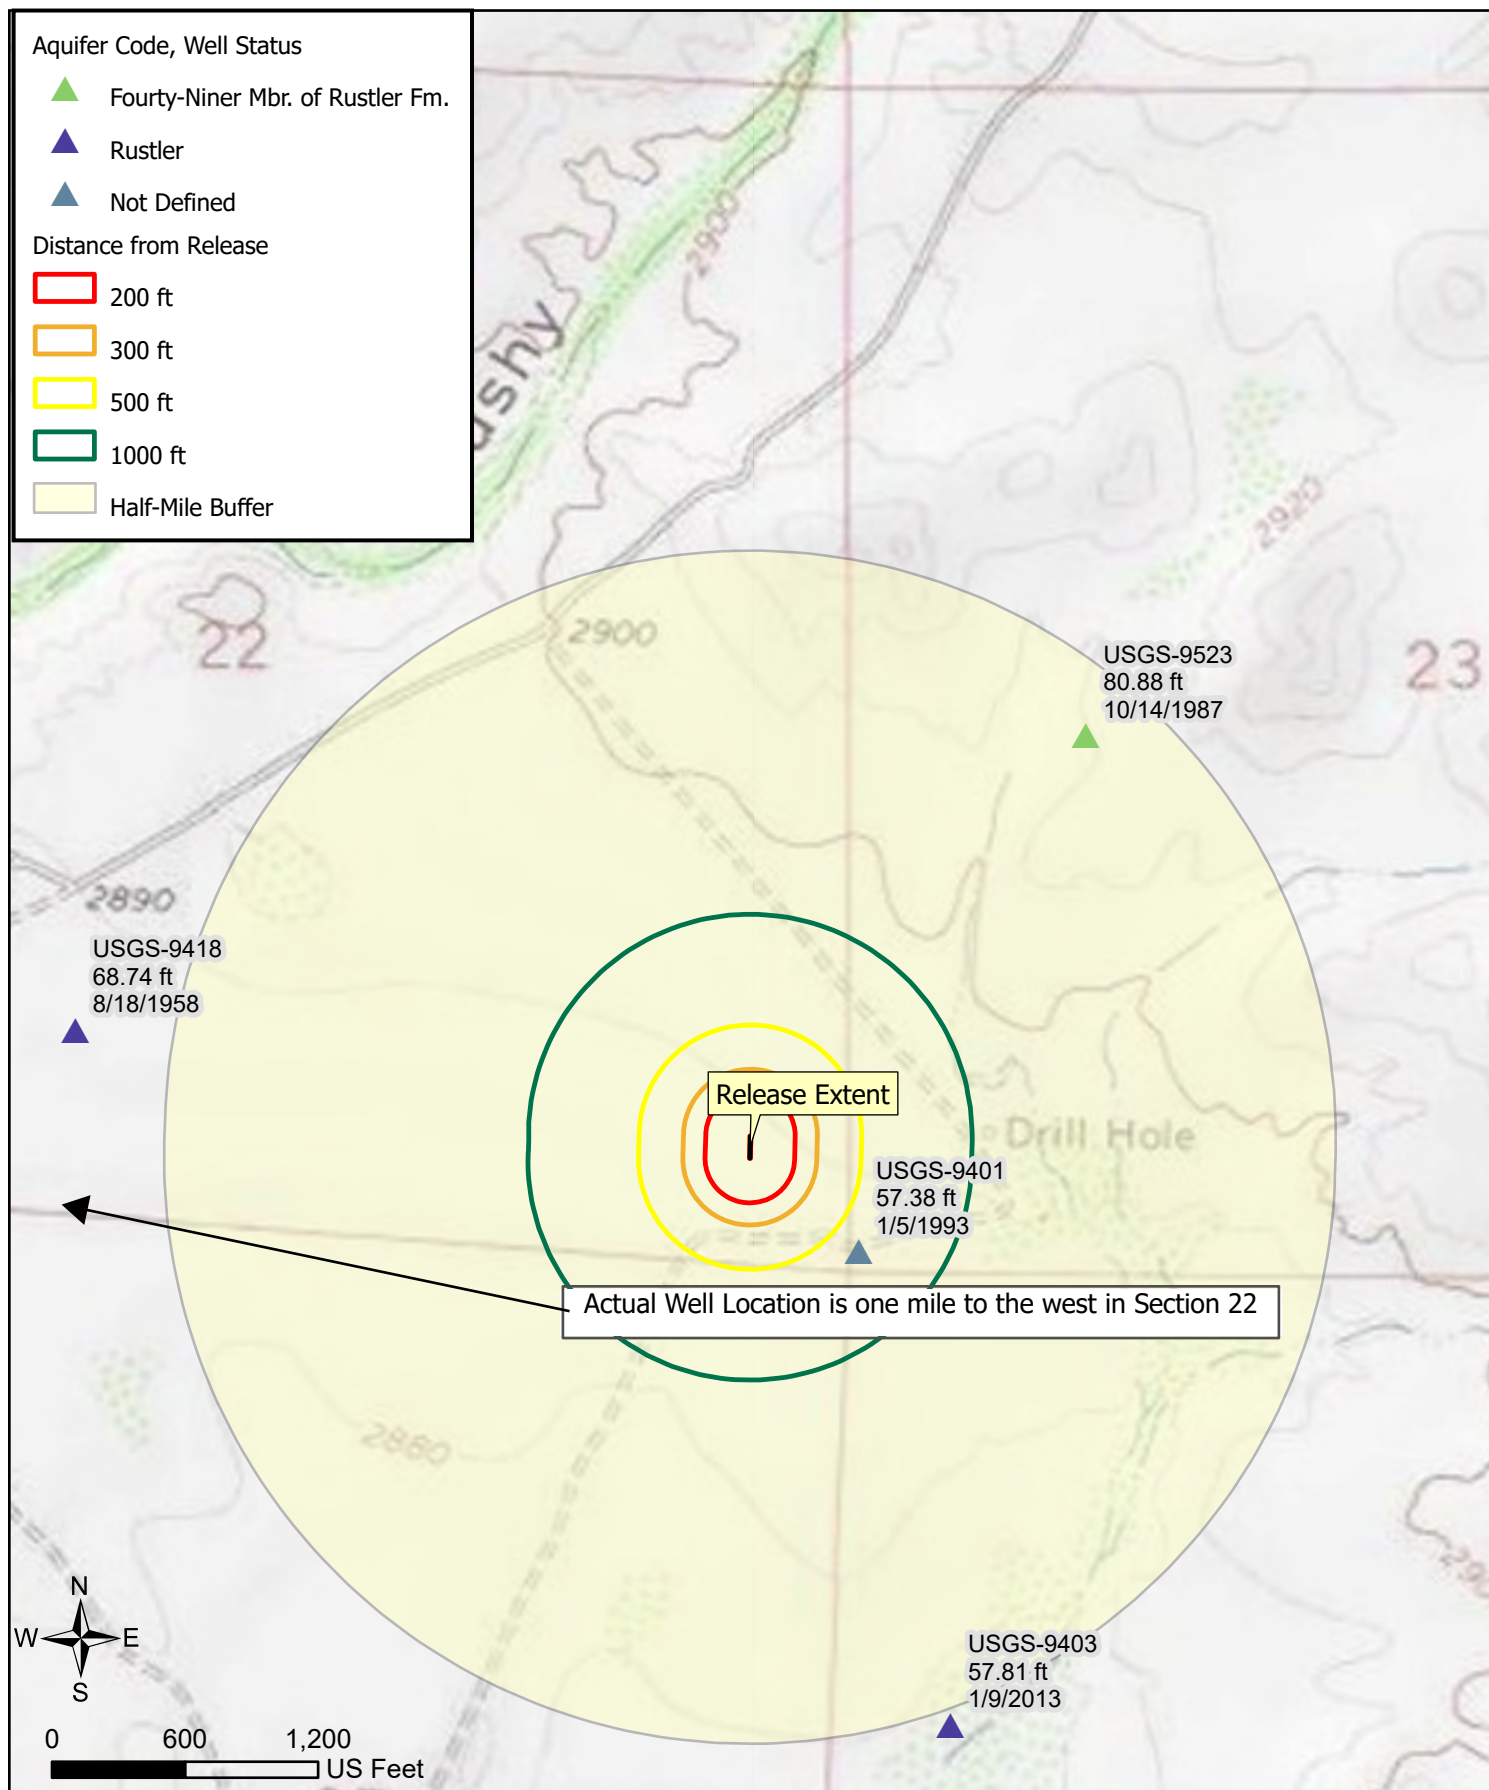 Aquifer Code, Well Status
Fourty-Niner Mbr. of Rustler Fm.
Rustler
Not Defined
Distance from Release
200 ft
300 ft
500 ft
1000 ft
Half-Mile Buffer
2900
ushy
2920
22
2900
23
USGS-9523
80.88 ft
10/14/1987
2890
USGS-9418
68.74 ft
8/18/1958
Release Extent
Drill Hole
USGS-9401
57.38 ft
1/5/1993
Actual Well Location is one mile to the west in Section 22
2880
USGS-9403
57.81 ft
1/9/2013
N
W E
S
0 600 1,200
US Feet